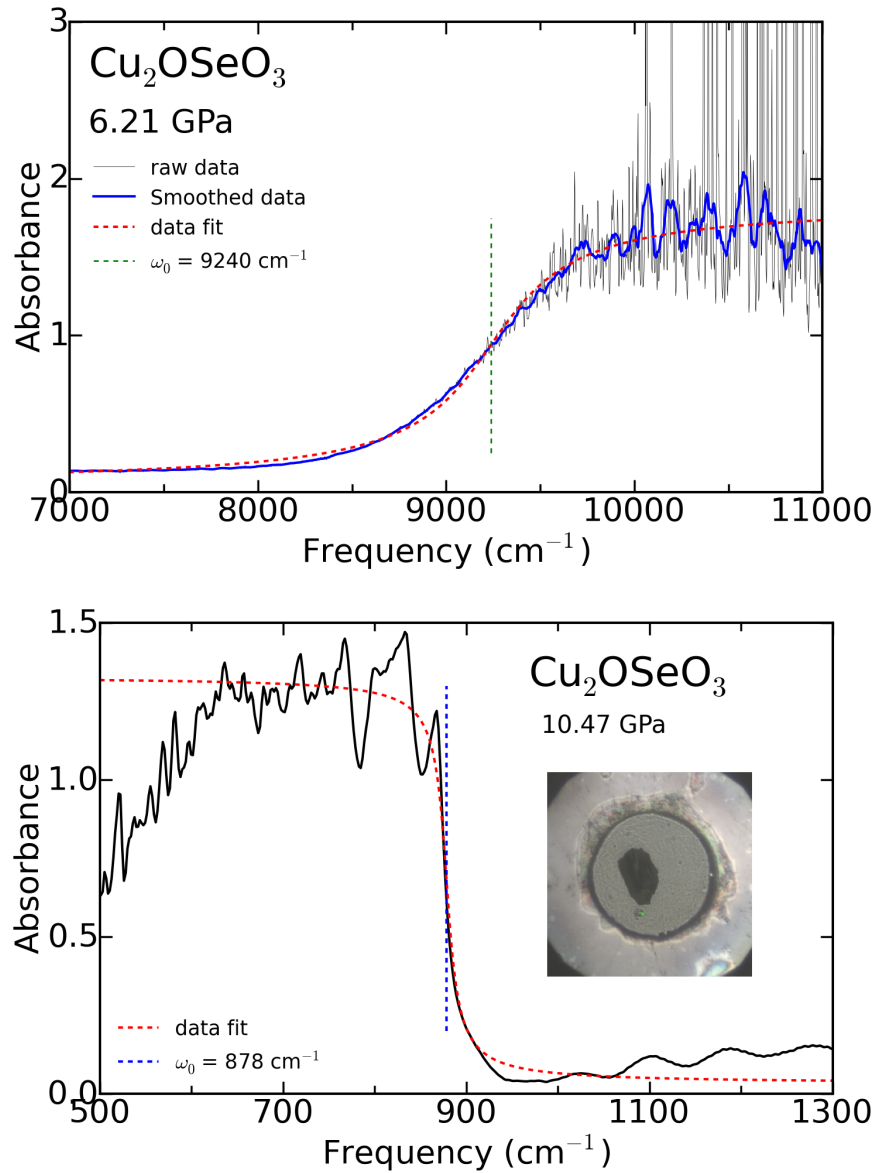 3
Cu₂OSeO₃
6.21 GPa
raw data
Smoothed data
data fit
ω₀ = 9240 cm⁻¹
2
1
0
Absorbance
7000 8000 9000 10000 11000
Frequency (cm⁻¹)
1.5
Cu₂OSeO₃
10.47 GPa
1.0
0.5
0.0
Absorbance
data fit
ω₀ = 878 cm⁻¹
500 700 900 1100 1300
Frequency (cm⁻¹)